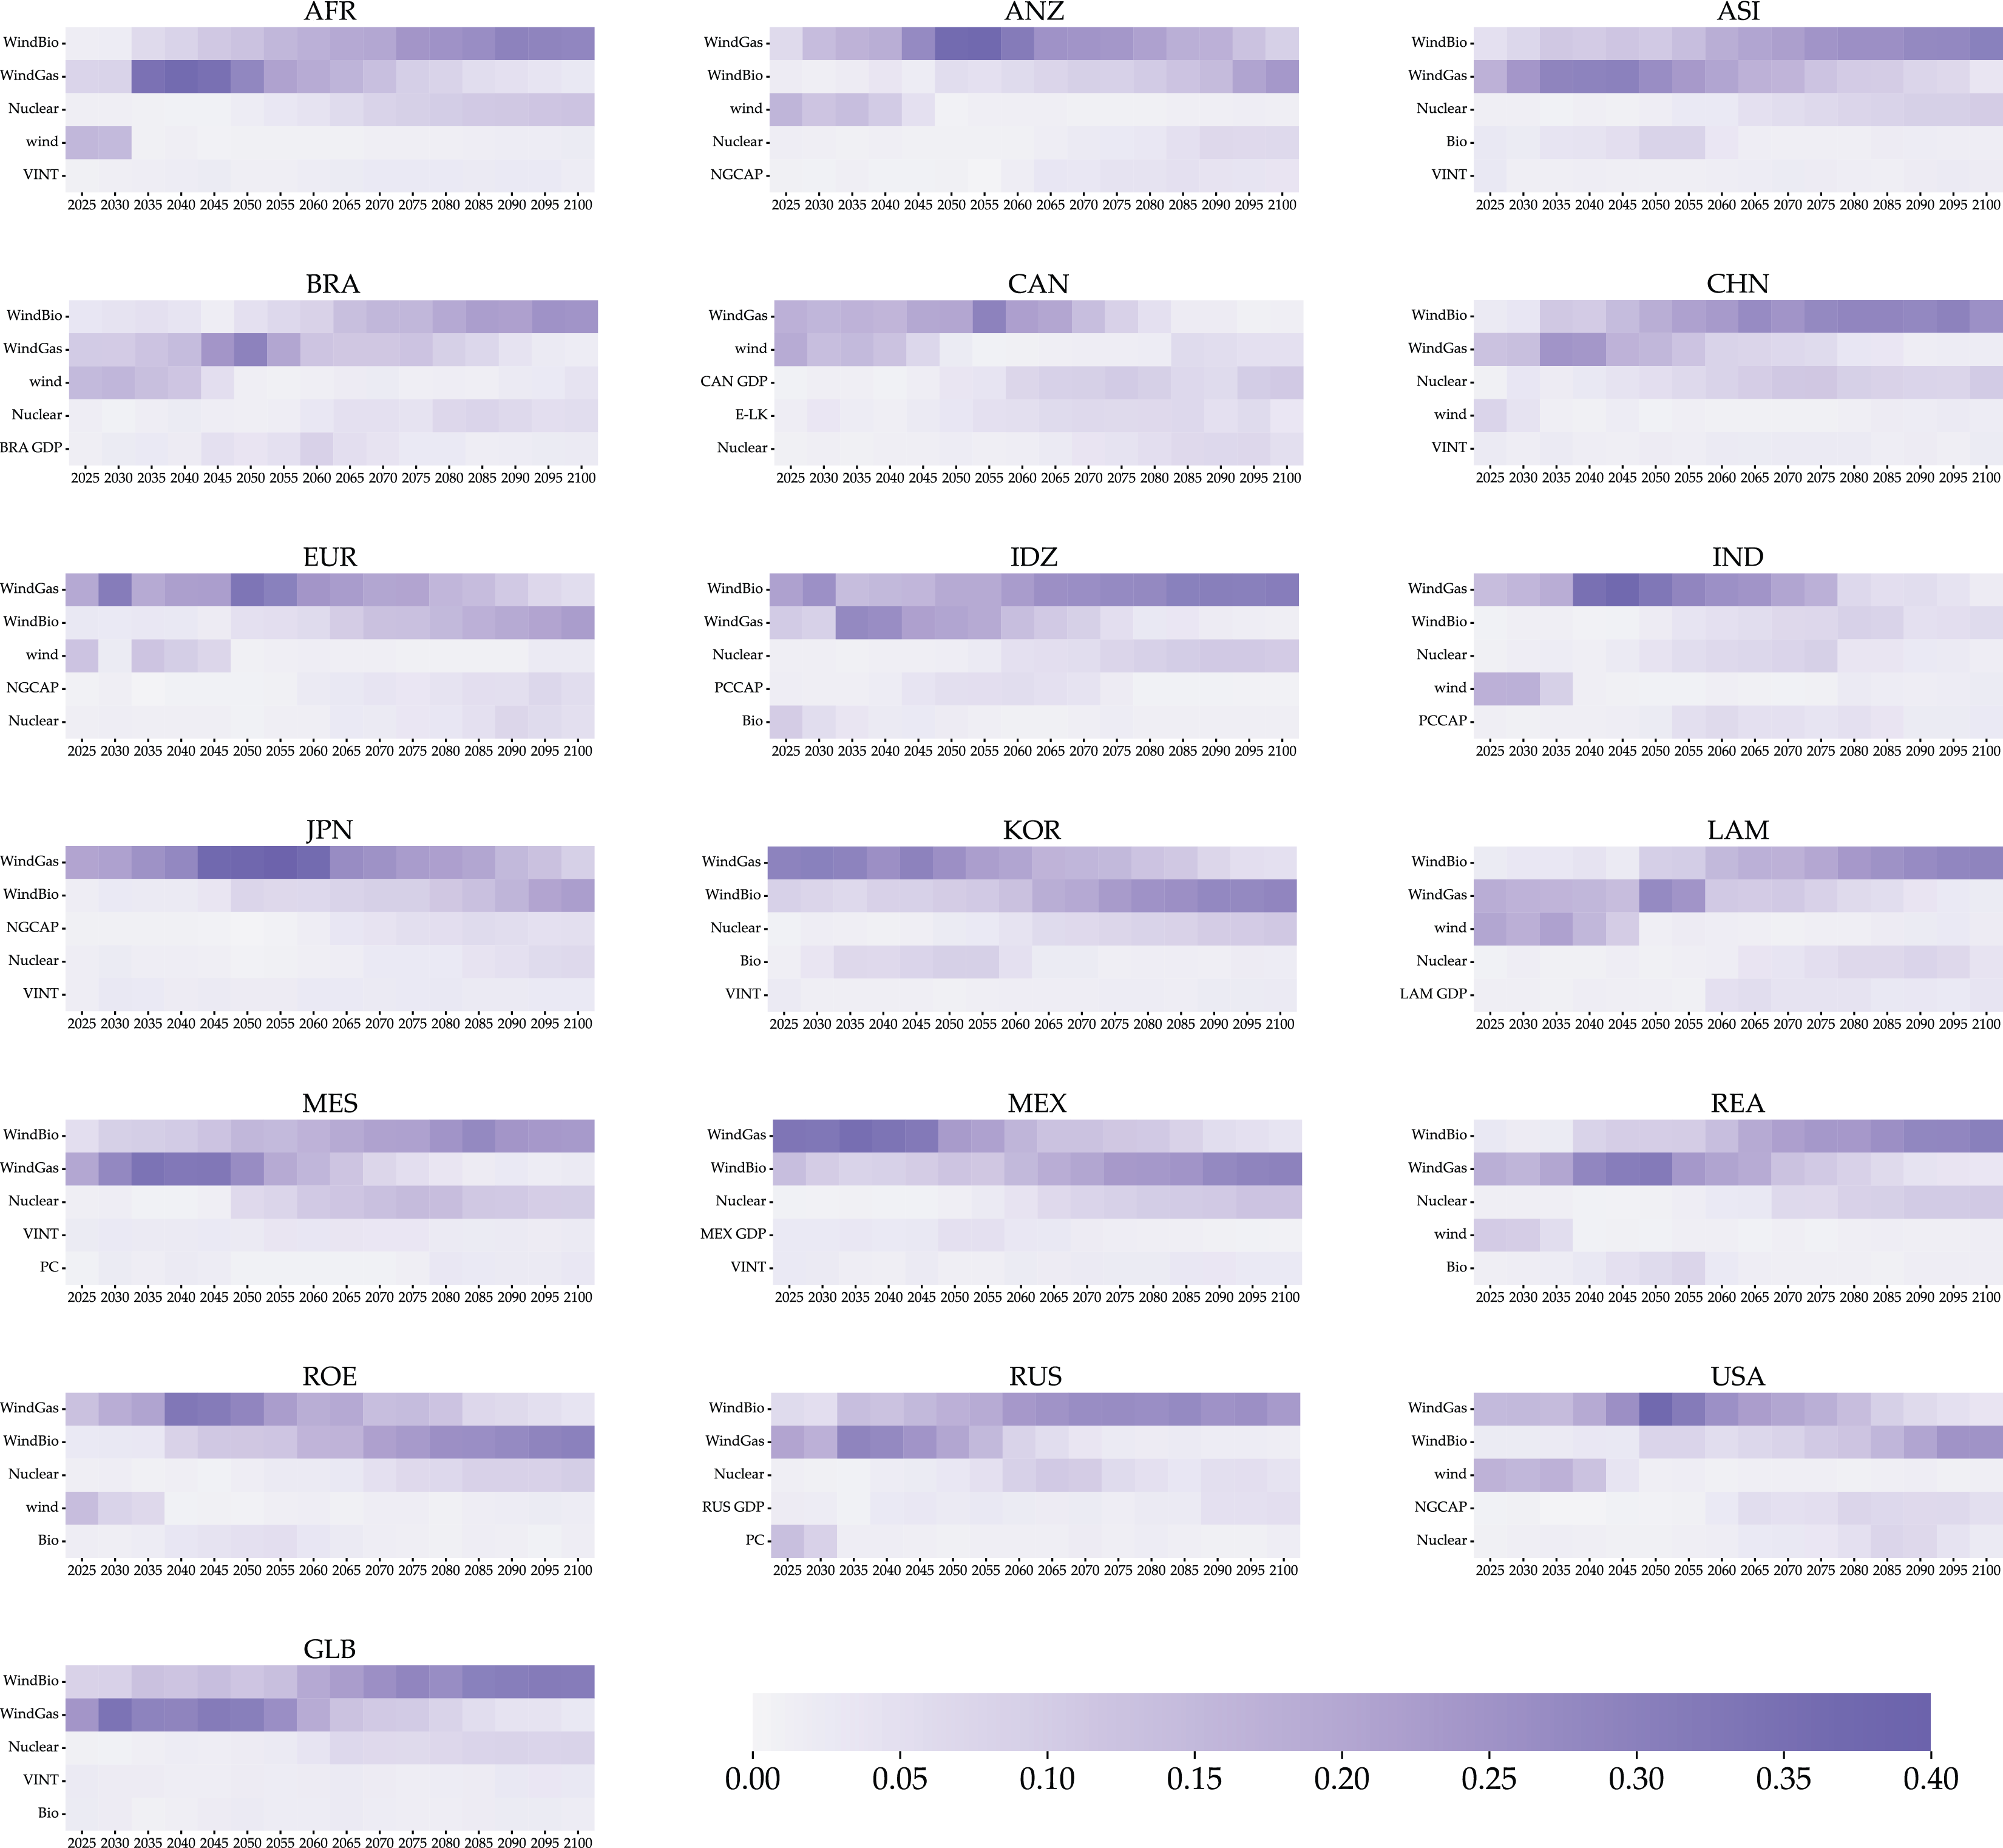 AFR
WindBio
WindGas
Nuclear
wind
VINT
2025 2030 2035 2040 2045 2050 2055 2060 2065 2070 2075 2080 2085 2090 2095 2100
ANZ
WindGas
WindBio
wind
Nuclear
NGCAP
2025 2030 2035 2040 2045 2050 2055 2060 2065 2070 2075 2080 2085 2090 2095 2100
ASI
WindBio
WindGas
Nuclear
Bio
VINT
2025 2030 2035 2040 2045 2050 2055 2060 2065 2070 2075 2080 2085 2090 2095 2100
BRA
WindBio
WindGas
wind
Nuclear
BRA GDP
2025 2030 2035 2040 2045 2050 2055 2060 2065 2070 2075 2080 2085 2090 2095 2100
CAN
WindGas
wind
CAN GDP
E-LK
Nuclear
2025 2030 2035 2040 2045 2050 2055 2060 2065 2070 2075 2080 2085 2090 2095 2100
CHN
WindBio
WindGas
Nuclear
wind
VINT
2025 2030 2035 2040 2045 2050 2055 2060 2065 2070 2075 2080 2085 2090 2095 2100
EUR
WindGas
WindBio
wind
NGCAP
Nuclear
2025 2030 2035 2040 2045 2050 2055 2060 2065 2070 2075 2080 2085 2090 2095 2100
IDZ
WindBio
WindGas
Nuclear
PCCAP
Bio
2025 2030 2035 2040 2045 2050 2055 2060 2065 2070 2075 2080 2085 2090 2095 2100
IND
WindGas
WindBio
Nuclear
wind
PCCAP
2025 2030 2035 2040 2045 2050 2055 2060 2065 2070 2075 2080 2085 2090 2095 2100
JPN
WindGas
WindBio
NGCAP
Nuclear
VINT
2025 2030 2035 2040 2045 2050 2055 2060 2065 2070 2075 2080 2085 2090 2095 2100
KOR
WindGas
WindBio
Nuclear
Bio
VINT
2025 2030 2035 2040 2045 2050 2055 2060 2065 2070 2075 2080 2085 2090 2095 2100
LAM
WindBio
WindGas
wind
Nuclear
LAM GDP
2025 2030 2035 2040 2045 2050 2055 2060 2065 2070 2075 2080 2085 2090 2095 2100
MES
WindBio
WindGas
Nuclear
VINT
PC
2025 2030 2035 2040 2045 2050 2055 2060 2065 2070 2075 2080 2085 2090 2095 2100
MEX
WindGas
WindBio
Nuclear
MEX GDP
VINT
2025 2030 2035 2040 2045 2050 2055 2060 2065 2070 2075 2080 2085 2090 2095 2100
REA
WindBio
WindGas
Nuclear
wind
Bio
2025 2030 2035 2040 2045 2050 2055 2060 2065 2070 2075 2080 2085 2090 2095 2100
ROE
WindGas
WindBio
Nuclear
wind
Bio
2025 2030 2035 2040 2045 2050 2055 2060 2065 2070 2075 2080 2085 2090 2095 2100
RUS
WindBio
WindGas
Nuclear
RUS GDP
PC
2025 2030 2035 2040 2045 2050 2055 2060 2065 2070 2075 2080 2085 2090 2095 2100
USA
WindGas
WindBio
wind
NGCAP
Nuclear
2025 2030 2035 2040 2045 2050 2055 2060 2065 2070 2075 2080 2085 2090 2095 2100
GLB
WindBio
WindGas
Nuclear
VINT
Bio
2025 2030 2035 2040 2045 2050 2055 2060 2065 2070 2075 2080 2085 2090 2095 2100
0.00 0.05 0.10 0.15 0.20 0.25 0.30 0.35 0.40